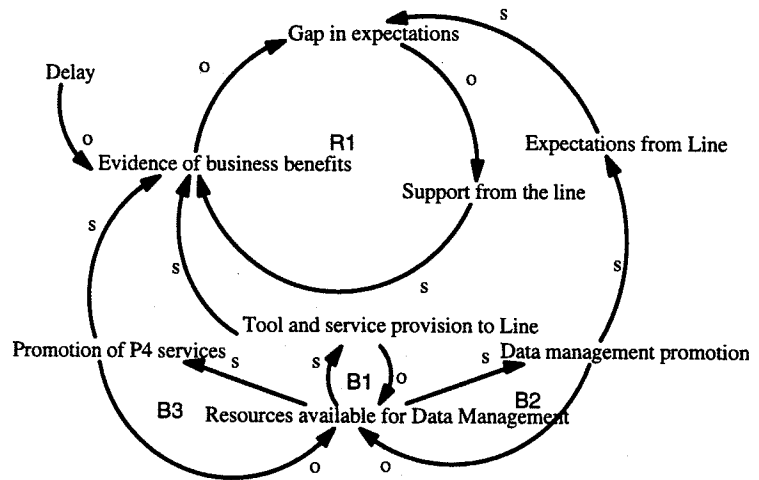 s
Gap in expectations
o
o
Delay
o
R1
Expectations from Line
Evidence of business benefits
Support from the line
s
s
s
s
Tool and service provision to Line
Promotion of P4 services
s
s
B1
o
s
Data management promotion
B3
Resources available for Data Management
B2
o
o